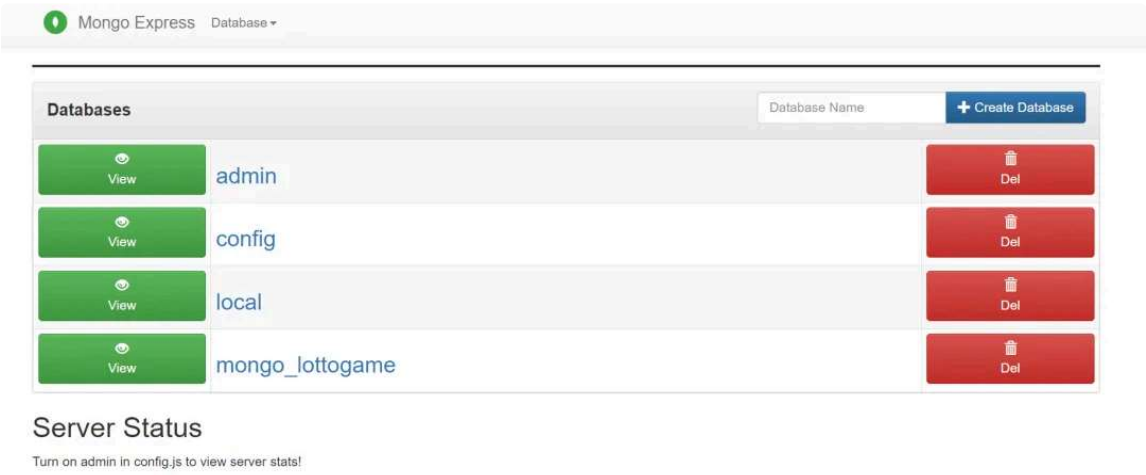 Mongo Express Database
Databases
Database Name
Create Database
View
admin
Del
View
config
Del
View
local
Del
View
mongo_lottogame
Del
Server Status
Turn on admin in config.js to view server stats!